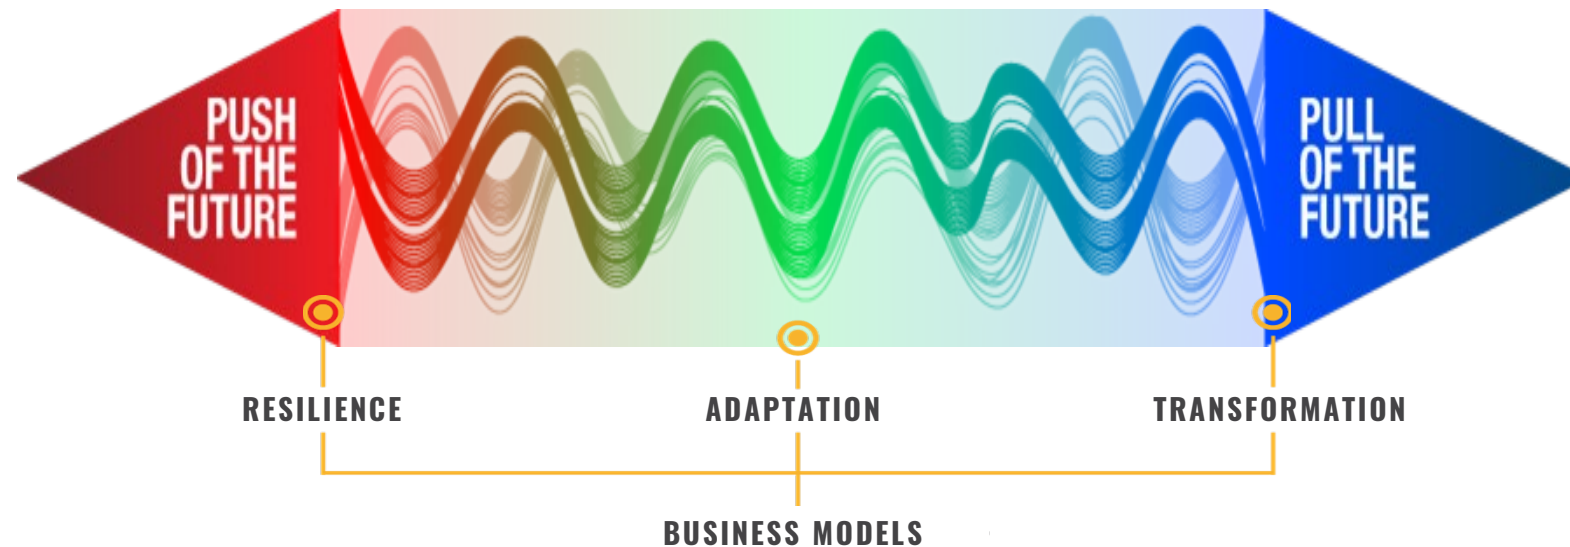 PUSH
OF THE
FUTURE
PULL
OF THE
FUTURE
RESILIENCE
ADAPTATION
TRANSFORMATION
BUSINESS MODELS